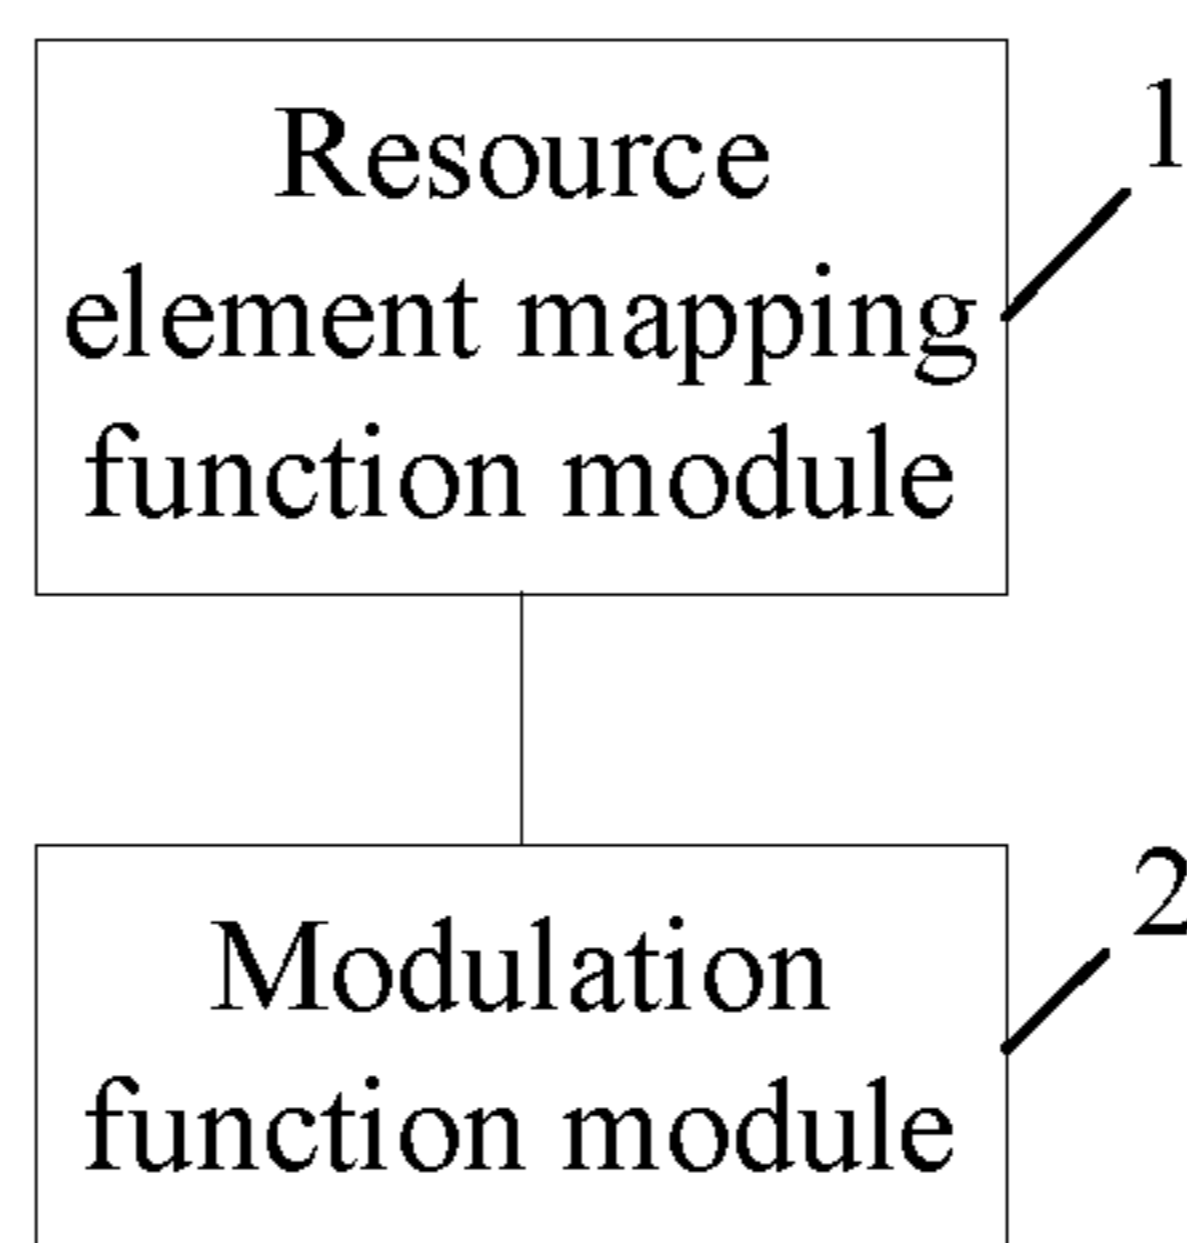 Resource
element mapping
function module
1
Modulation
function module
2